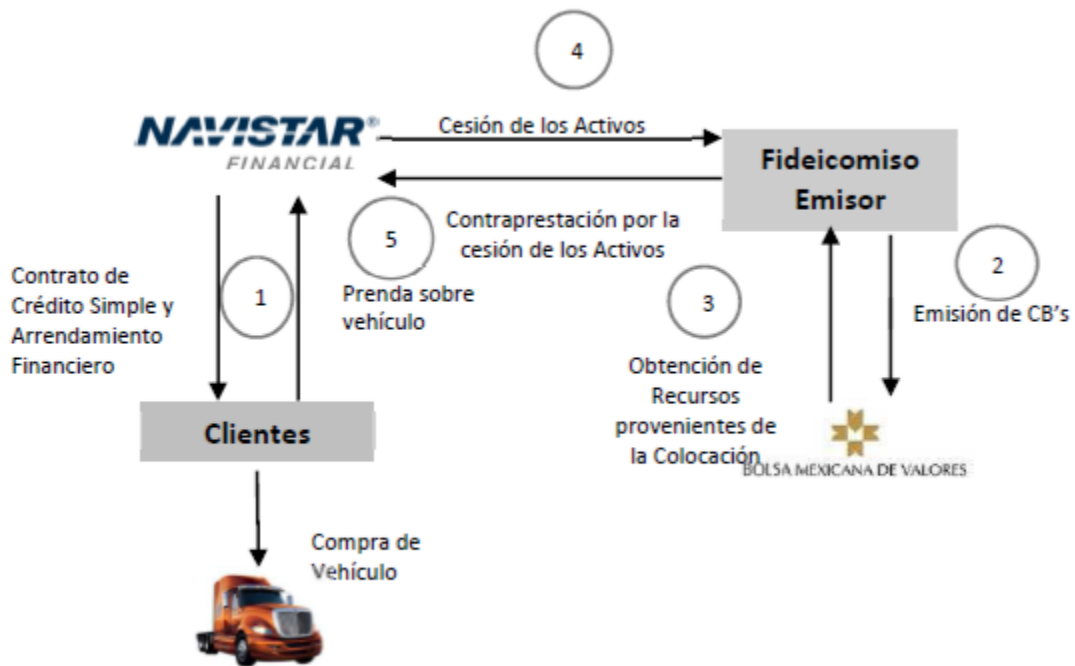 4
NAVISTAR®
FINANCIAL
Cesión de los Activos
Fideicomiso
Emisor
5
Contraprestación por la
cesión de los Activos
Contrato de
Crédito Simple y
Arrendamiento
Financiero
1
Prenda sobre
vehículo
3
2
Emisión de CB's
Obtención de
Recursos
provenientes de
la Colocación
BOLSA MEXICANA DE VALORES
Clientes
Compra de
Vehículo